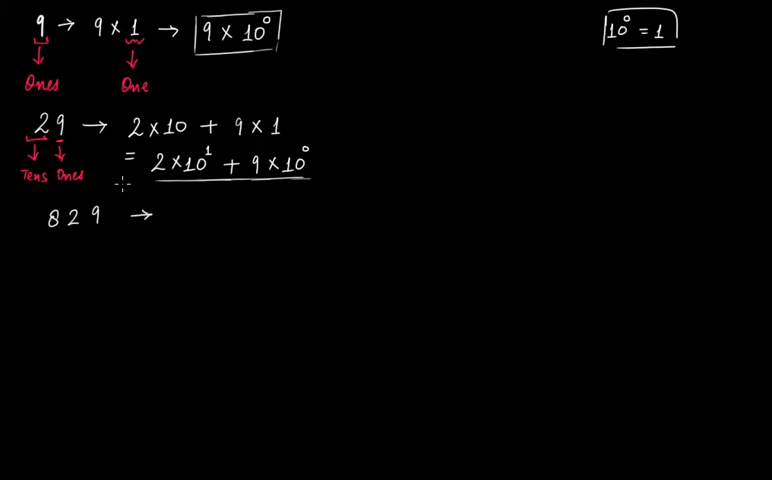 9 → 9 × 1 → 9 × 10⁰
10⁰ = 1
Ones One
29 → 2 × 10 + 9 × 1
= 2 × 10¹ + 9 × 10⁰
Tens Ones
829 →